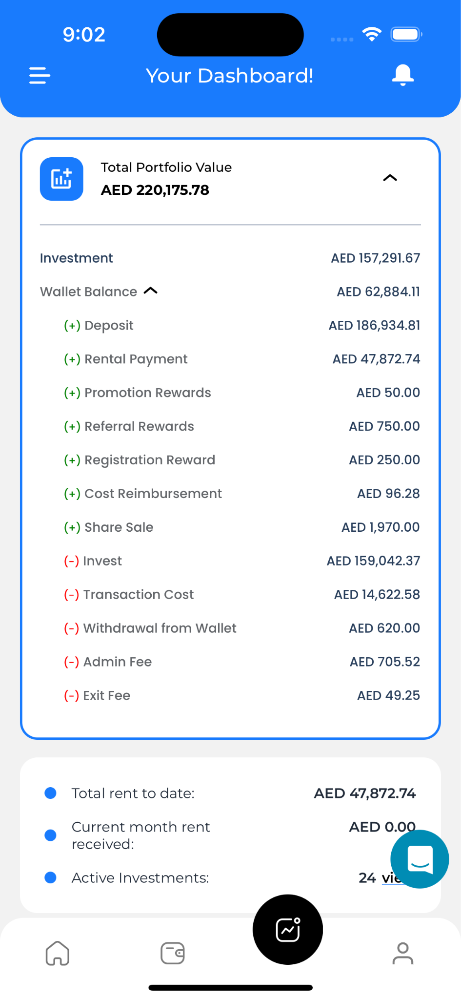 9:02
Your Dashboard!
Total Portfolio Value
AED 220,175.78
Investment AED 157,291.67
Wallet Balance AED 62,884.11
(+) Deposit AED 186,934.81
(+) Rental Payment AED 47,872.74
(+) Promotion Rewards AED 50.00
(+) Referral Rewards AED 750.00
(+) Registration Reward AED 250.00
(+) Cost Reimbursement AED 96.28
(+) Share Sale AED 1,970.00
(-) Invest AED 159,042.37
(-) Transaction Cost AED 14,622.58
(-) Withdrawal from Wallet AED 620.00
(-) Admin Fee AED 705.52
(-) Exit Fee AED 49.25
Total rent to date: AED 47,872.74
Current month rent AED 0.00
received:
Active Investments: 24